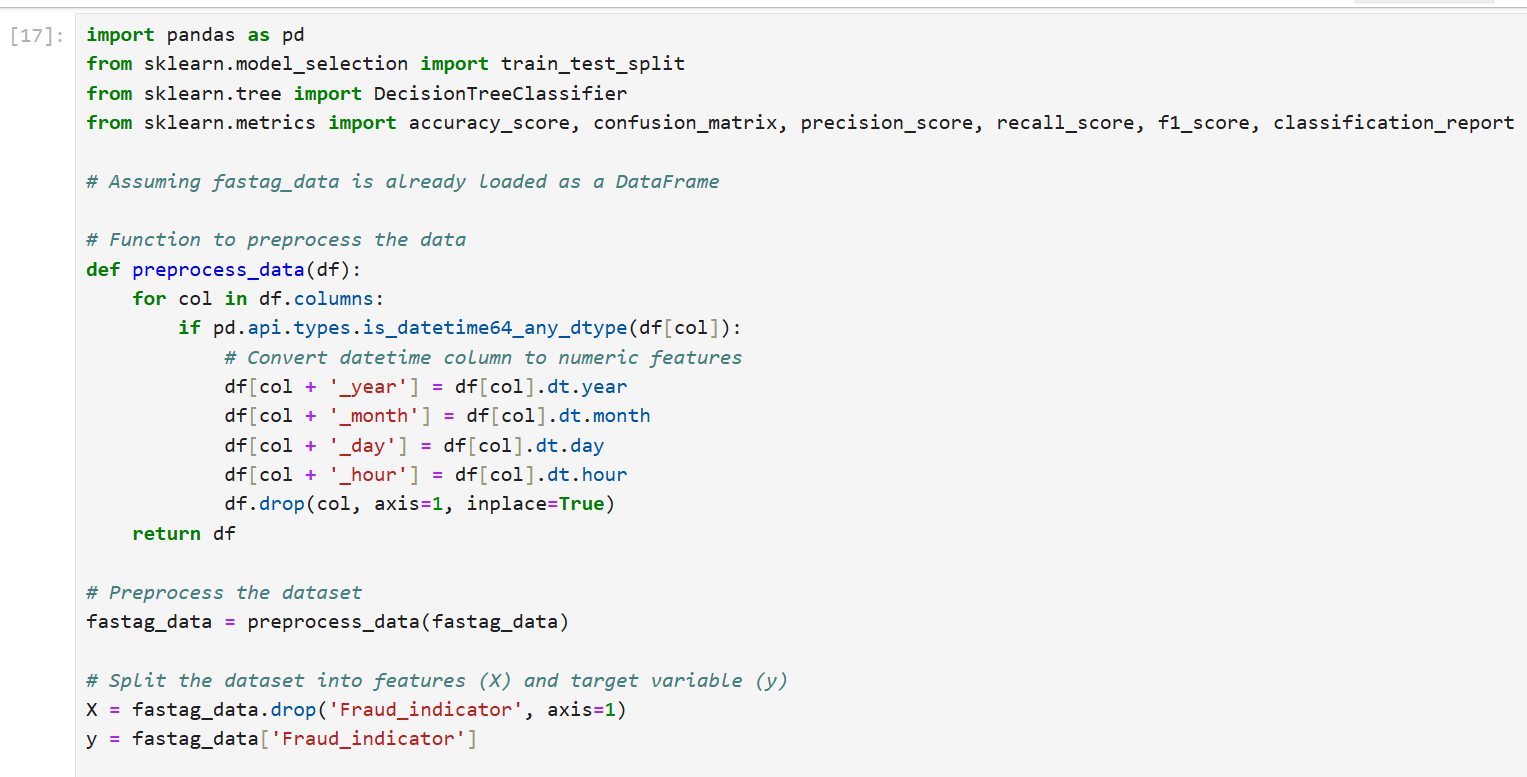 [17]:
import pandas as pd
from sklearn.model_selection import train_test_split
from sklearn.tree import DecisionTreeClassifier
from sklearn.metrics import accuracy_score, confusion_matrix, precision_score, recall_score, f1_score, classification_report

# Assuming fastag_data is already loaded as a DataFrame

# Function to preprocess the data
def preprocess_data(df):
    for col in df.columns:
        if pd.api.types.is_datetime64_any_dtype(df[col]):
            # Convert datetime column to numeric features
            df[col + '_year'] = df[col].dt.year
            df[col + '_month'] = df[col].dt.month
            df[col + '_day'] = df[col].dt.day
            df[col + '_hour'] = df[col].dt.hour
            df.drop(col, axis=1, inplace=True)
    return df

# Preprocess the dataset
fastag_data = preprocess_data(fastag_data)

# Split the dataset into features (X) and target variable (y)
X = fastag_data.drop('Fraud_indicator', axis=1)
y = fastag_data['Fraud_indicator']